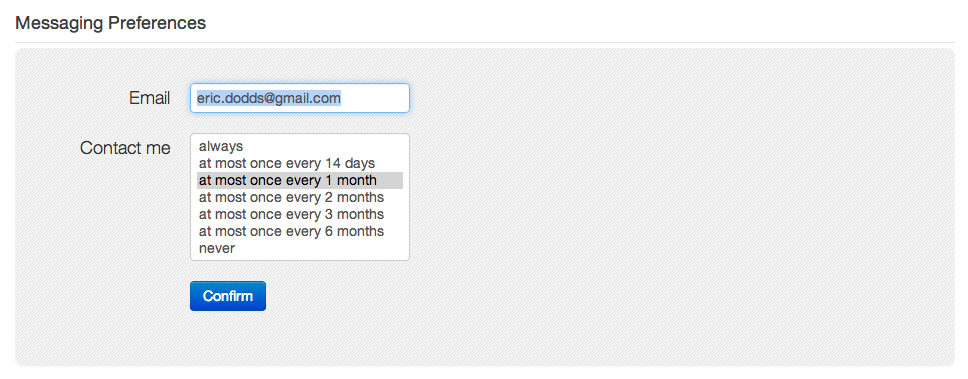 Messaging Preferences
Email
eric.dodds@gmail.com
Contact me
always
at most once every 14 days
at most once every 1 month
at most once every 2 months
at most once every 3 months
at most once every 6 months
never
Confirm